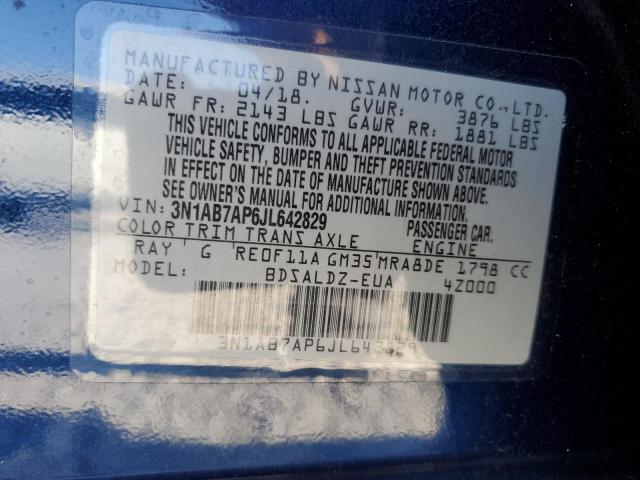 MANUFACTURED BY NISSAN MOTOR CO., LTD.
DATE: 04/18. GVWR: 3876 LBS
GAWR FR: 2143 LBS GAWR RR: 1881 LBS
THIS VEHICLE CONFORMS TO ALL APPLICABLE FEDERAL MOTOR
VEHICLE SAFETY, BUMPER AND THEFT PREVENTION STANDARDS
IN EFFECT ON THE DATE OF MANUFACTURE SHOWN ABOVE.
SEE OWNER'S MANUAL FOR ADDITIONAL INFORMATION.
VIN: 3N1AB7AP6JL642829 PASSENGER CAR.
COLOR TRIM TRANS AXLE ENGINE
RAY G RE0F11A GM35 MRA8DE 1798 CC
MODEL: BDSALDZ-EUA 4Z000
3N1AB7AP6JL642829